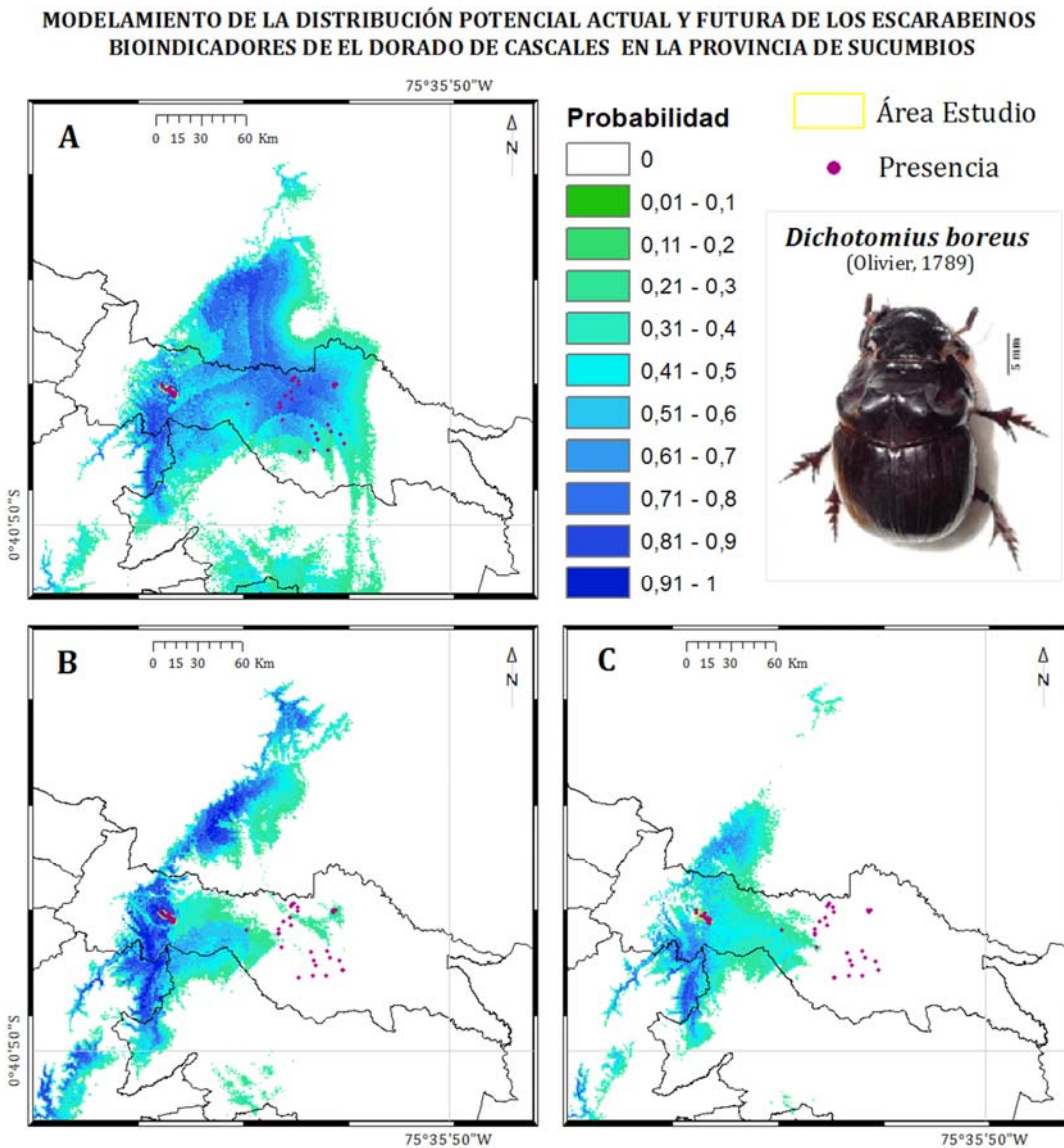 MODELAMIENTO DE LA DISTRIBUCIÓN POTENCIAL ACTUAL Y FUTURA DE LOS ESCARABEINOS
BIOINDICADORES DE EL DORADO DE CASCALES EN LA PROVINCIA DE SUCUMBIOS
75°35'50"W
A
0 15 30 60 Km
N
0°40'50"S
Probabilidad
0
0,01 - 0,1
0,11 - 0,2
0,21 - 0,3
0,31 - 0,4
0,41 - 0,5
0,51 - 0,6
0,61 - 0,7
0,71 - 0,8
0,81 - 0,9
0,91 - 1
Área Estudio
Presencia
Dichotomius boreus
(Olivier, 1789)
5 mm
B
0 15 30 60 Km
N
0°40'50"S
75°35'50"W
C
0 15 30 60 Km
N
75°35'50"W